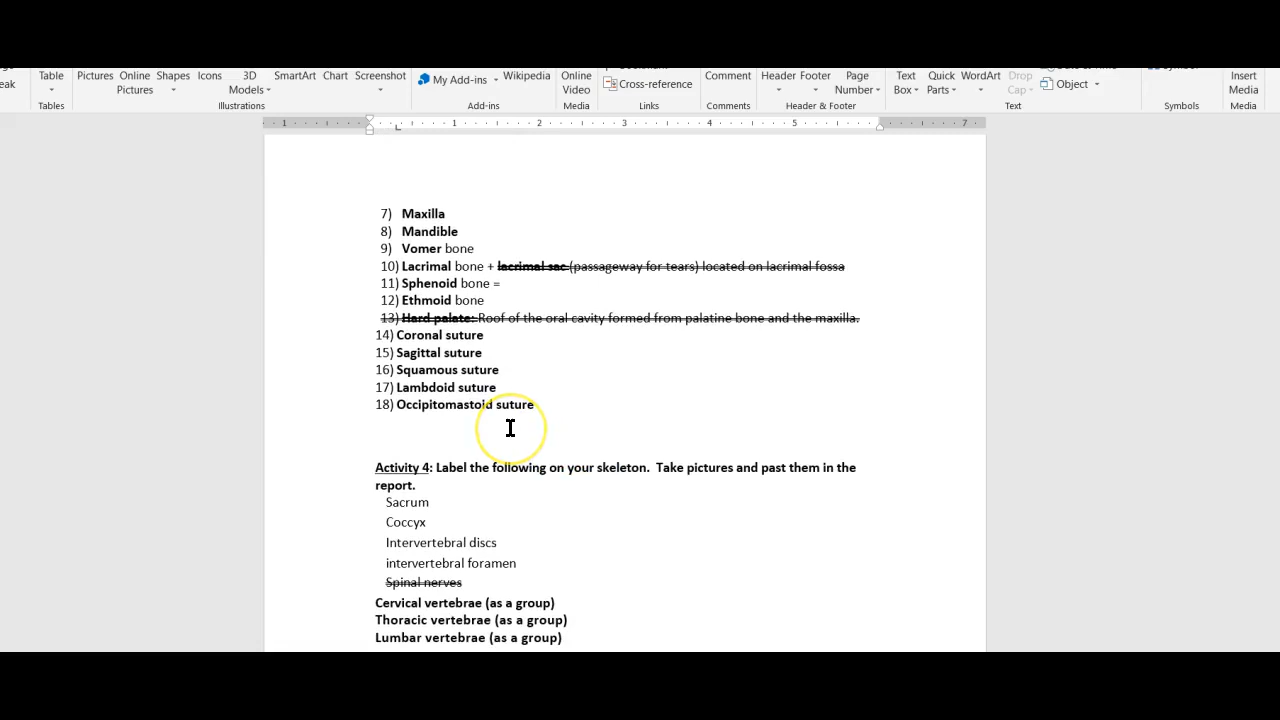 Table Pictures Online Pictures Shapes Icons 3D Models SmartArt Chart Screenshot My Add-ins Wikipedia Online Video Cross-reference Comment Header Footer Page Number Text Box Quick Parts WordArt Drop Cap Object Insert Media
Tables Illustrations Add-ins Media Links Comments Header & Footer Text Symbols Media
1 1 2 3 4 5 7
7) Maxilla
8) Mandible
9) Vomer bone
10) Lacrimal bone + lacrimal sac (passageway for tears) located on lacrimal fossa
11) Sphenoid bone =
12) Ethmoid bone
13) Hard palate: Roof of the oral cavity formed from palatine bone and the maxilla.
14) Coronal suture
15) Sagittal suture
16) Squamous suture
17) Lambdoid suture
18) Occipitomastoid suture
Activity 4: Label the following on your skeleton. Take pictures and past them in the
report.
Sacrum
Coccyx
Intervertebral discs
intervertebral foramen
Spinal nerves
Cervical vertebrae (as a group)
Thoracic vertebrae (as a group)
Lumbar vertebrae (as a group)